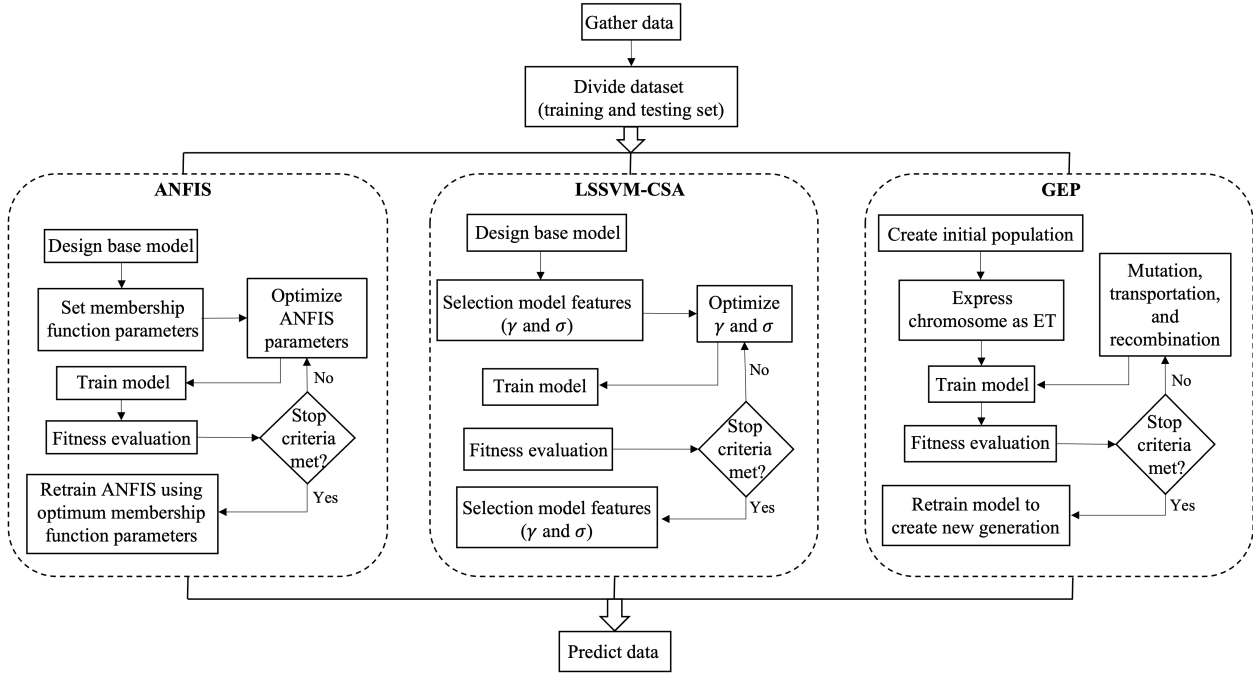 Gather data
Divide dataset
(training and testing set)
ANFIS
Design base model
Set membership
function parameters
Optimize
ANFIS
parameters
Train model
No
Fitness evaluation
Stop
criteria
met?
Yes
Retrain ANFIS using
optimum membership
function parameters
LSSVM-CSA
Design base model
Selection model features
(γ and σ)
Optimize
γ and σ
Train model
No
Fitness evaluation
Stop
criteria
met?
Yes
Selection model features
(γ and σ)
GEP
Create initial population
Express
chromosome as ET
Mutation,
transportation,
and
recombination
Train model
No
Fitness evaluation
Stop
criteria
met?
Yes
Retrain model to
create new generation
Predict data